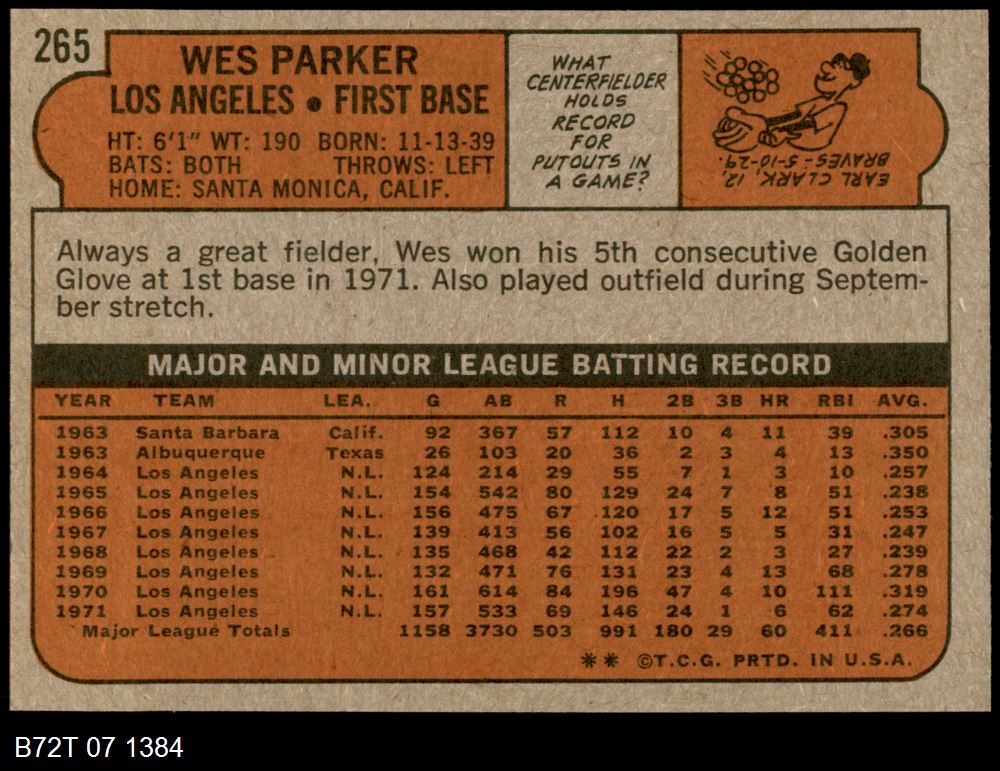 265
WES PARKER
LOS ANGELES • FIRST BASE
HT: 6'1" WT: 190 BORN: 11-13-39
BATS: BOTH THROWS: LEFT
HOME: SANTA MONICA, CALIF.
WHAT
CENTERFIELDER
HOLDS
RECORD
FOR
PUTOUTS IN
A GAME?
EARL CLARK, 12,
BRAVES-5-10-29.
Always a great fielder, Wes won his 5th consecutive Golden
Glove at 1st base in 1971. Also played outfield during Septem-
ber stretch.
MAJOR AND MINOR LEAGUE BATTING RECORD
YEAR TEAM LEA. G AB R H 2B 3B HR RBI AVG.
1963 Santa Barbara Calif. 92 367 57 112 10 4 11 39 .305
1963 Albuquerque Texas 26 103 20 36 2 3 4 13 .350
1964 Los Angeles N.L. 124 214 29 55 7 1 3 10 .257
1965 Los Angeles N.L. 154 542 80 129 24 7 8 51 .238
1966 Los Angeles N.L. 156 475 67 120 17 5 12 51 .253
1967 Los Angeles N.L. 139 413 56 102 16 5 5 31 .247
1968 Los Angeles N.L. 135 468 42 112 22 2 3 27 .239
1969 Los Angeles N.L. 132 471 76 131 23 4 13 68 .278
1970 Los Angeles N.L. 161 614 84 196 47 4 10 111 .319
1971 Los Angeles N.L. 157 533 69 146 24 1 6 62 .274
Major League Totals 1158 3730 503 991 180 29 60 411 .266
** ©T.C.G. PRTD. IN U.S.A.
B72T 07 1384